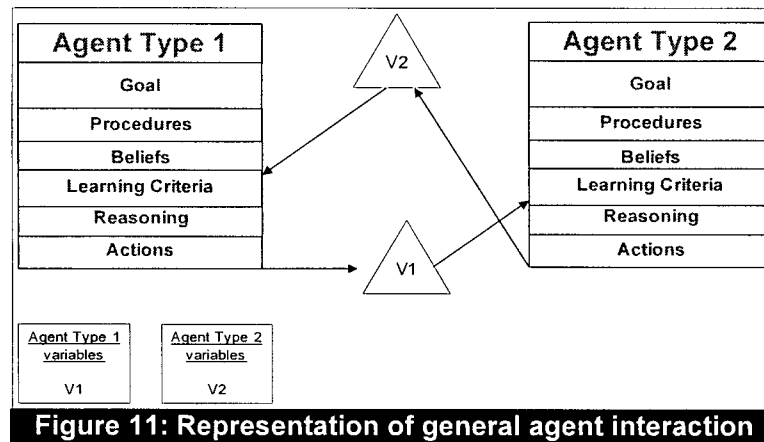 Agent Type 1
Goal
Procedures
Beliefs
Learning Criteria
Reasoning
Actions
V2
V1
Agent Type 2
Goal
Procedures
Beliefs
Learning Criteria
Reasoning
Actions
Agent Type 1
variables
V1
Agent Type 2
variables
V2
Figure 11: Representation of general agent interaction